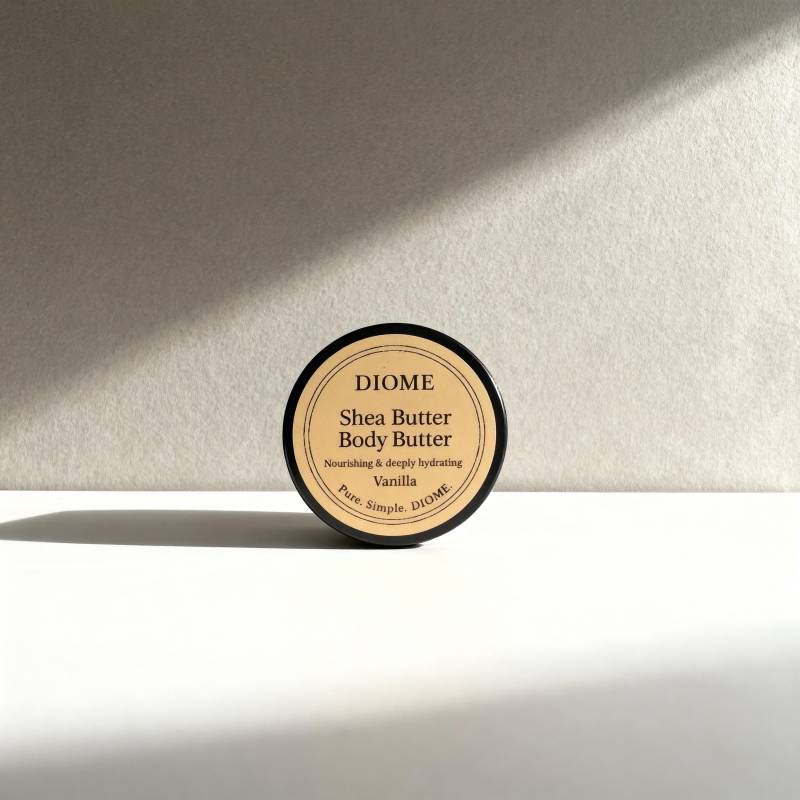 DIOME
Shea Butter
Body Butter
Nourishing & deeply hydrating
Vanilla
Pure. Simple. DIOME.